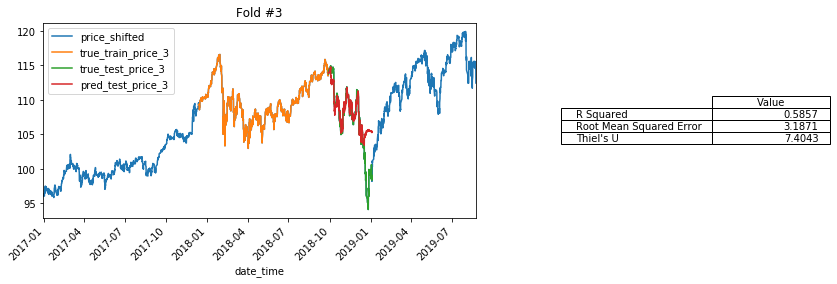 Fold #3
120
115
110
105
100
95
price_shifted
true_train_price_3
true_test_price_3
pred_test_price_3
2017-01
2017-04
2017-07
2017-10
2018-01
2018-04
2018-07
2018-10
2019-01
2019-04
2019-07
date_time
Value
R Squared 0.5857
Root Mean Squared Error 3.1871
Thiel's U 7.4043